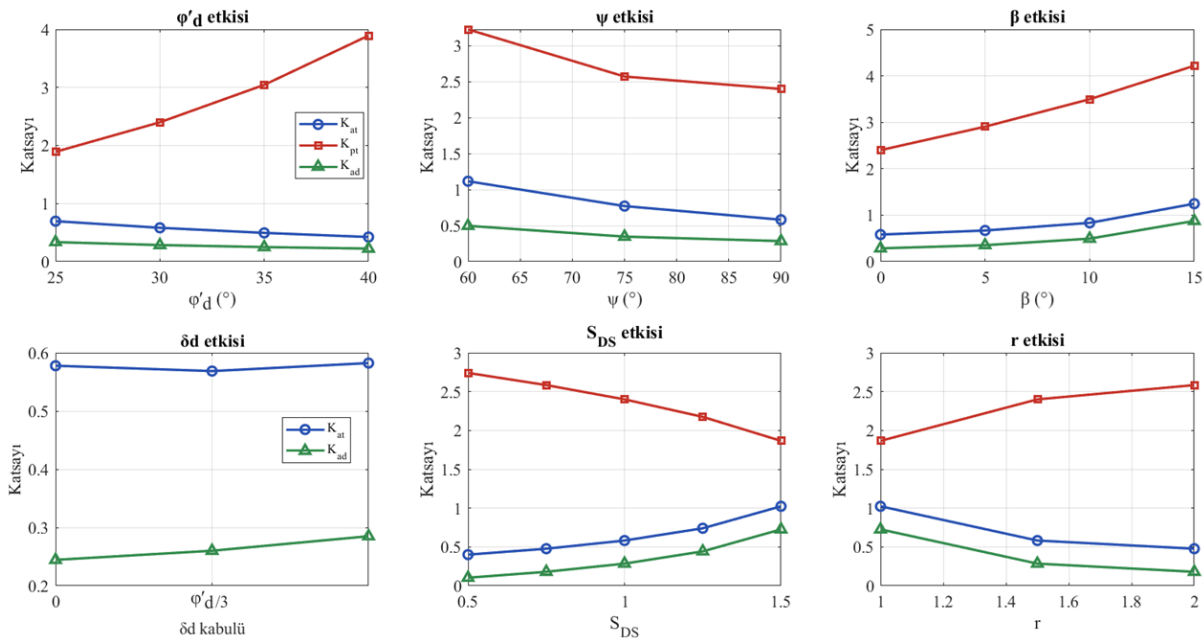 φ'd etkisi
4
3
2
1
0
25
30
35
40
Katsayı
φ'd (°)
Kat
Kpt
Kad
ψ etkisi
3
2.5
2
1.5
1
0.5
0
60
65
70
75
80
85
90
Katsayı
ψ (°)
β etkisi
5
4
3
2
1
0
0
5
10
15
Katsayı
β (°)
δd etkisi
0.6
0.5
0.4
0.3
0.2
0
φ'd/3
Katsayı
δd kabulü
Kat
Kad
SDS etkisi
3
2.5
2
1.5
1
0.5
0
0.5
1
1.5
Katsayı
SDS
r etkisi
3
2.5
2
1.5
1
0.5
0
1
1.2
1.4
1.6
1.8
2
Katsayı
r